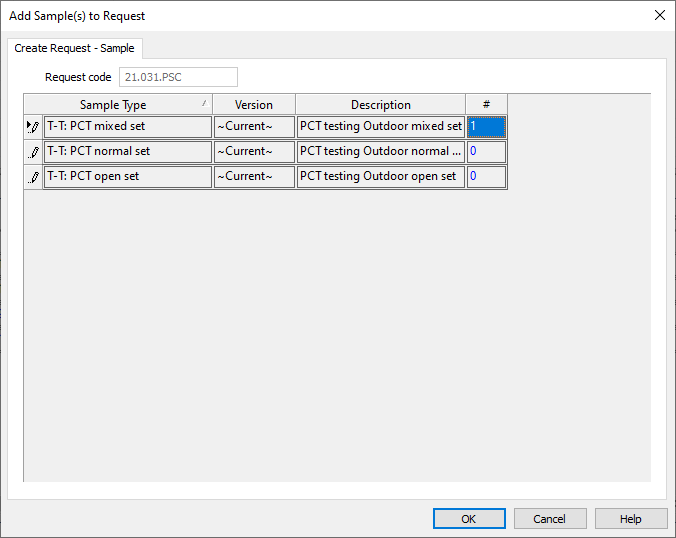 Add Sample(s) to Request
Create Request - Sample
Request code 21.031.PSC
Sample Type Version Description #
T-T: PCT mixed set ~Current~ PCT testing Outdoor mixed set 1
T-T: PCT normal set ~Current~ PCT testing Outdoor normal ... 0
T-T: PCT open set ~Current~ PCT testing Outdoor open set 0
OK Cancel Help